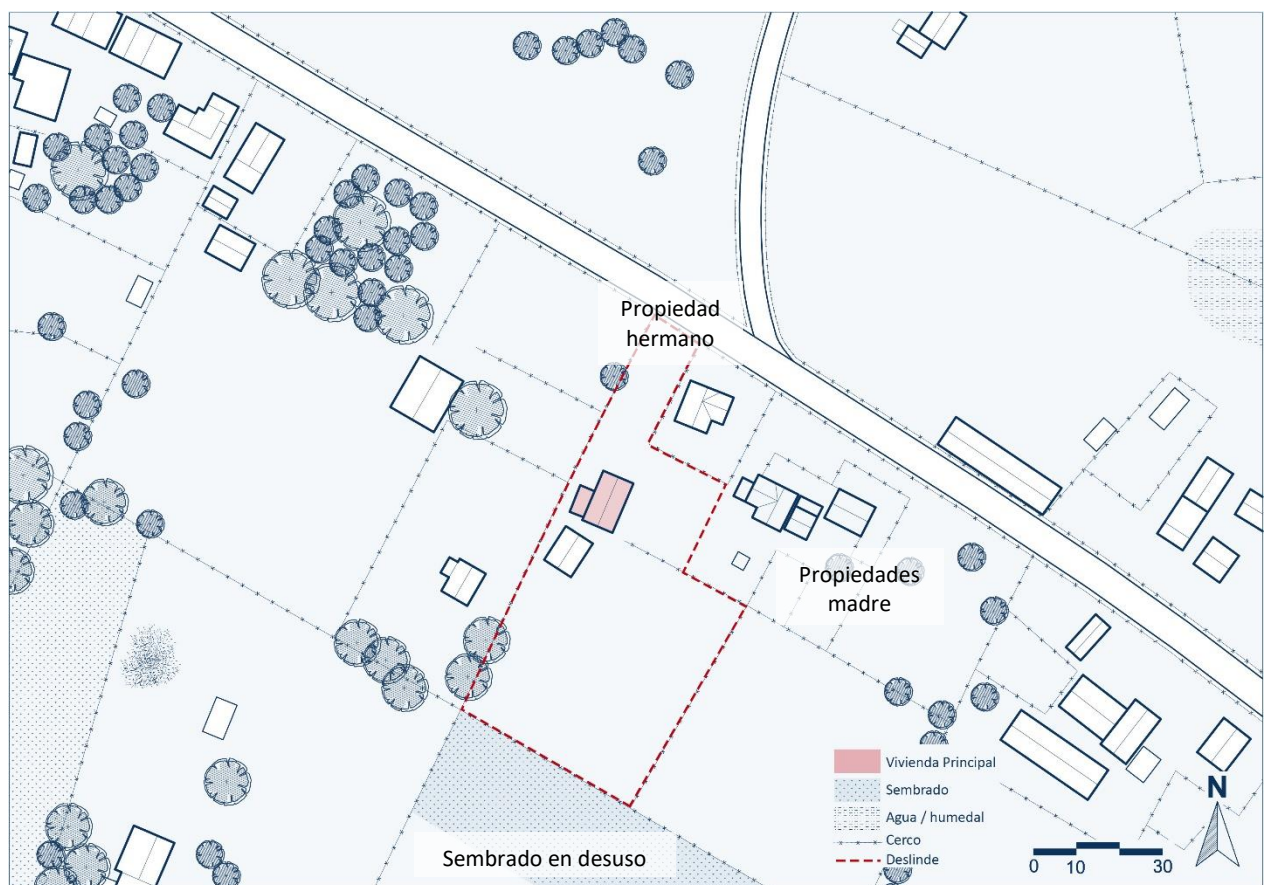 Propiedad
hermano
Propiedades
madre
Sembrado en desuso
Vivienda Principal
Sembrado
Agua / humedal
Cerco
Deslinde
N
0 10 30